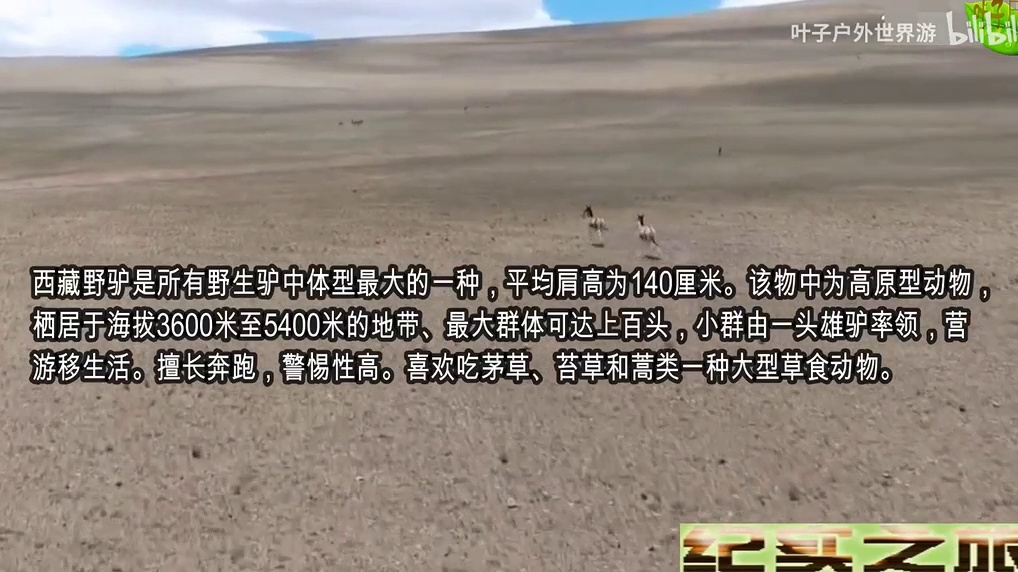 叶子户外世界游 bilibili
西藏野驴是所有野生驴中体型最大的一种，平均肩高为140厘米。该物中为高原型动物，
栖居于海拔3600米至5400米的地带、最大群体可达上百头，小群由一头雄驴率领，营
游移生活。擅长奔跑，警惕性高。喜欢吃茅草、苔草和蒿类一种大型草食动物。
纪实之旅